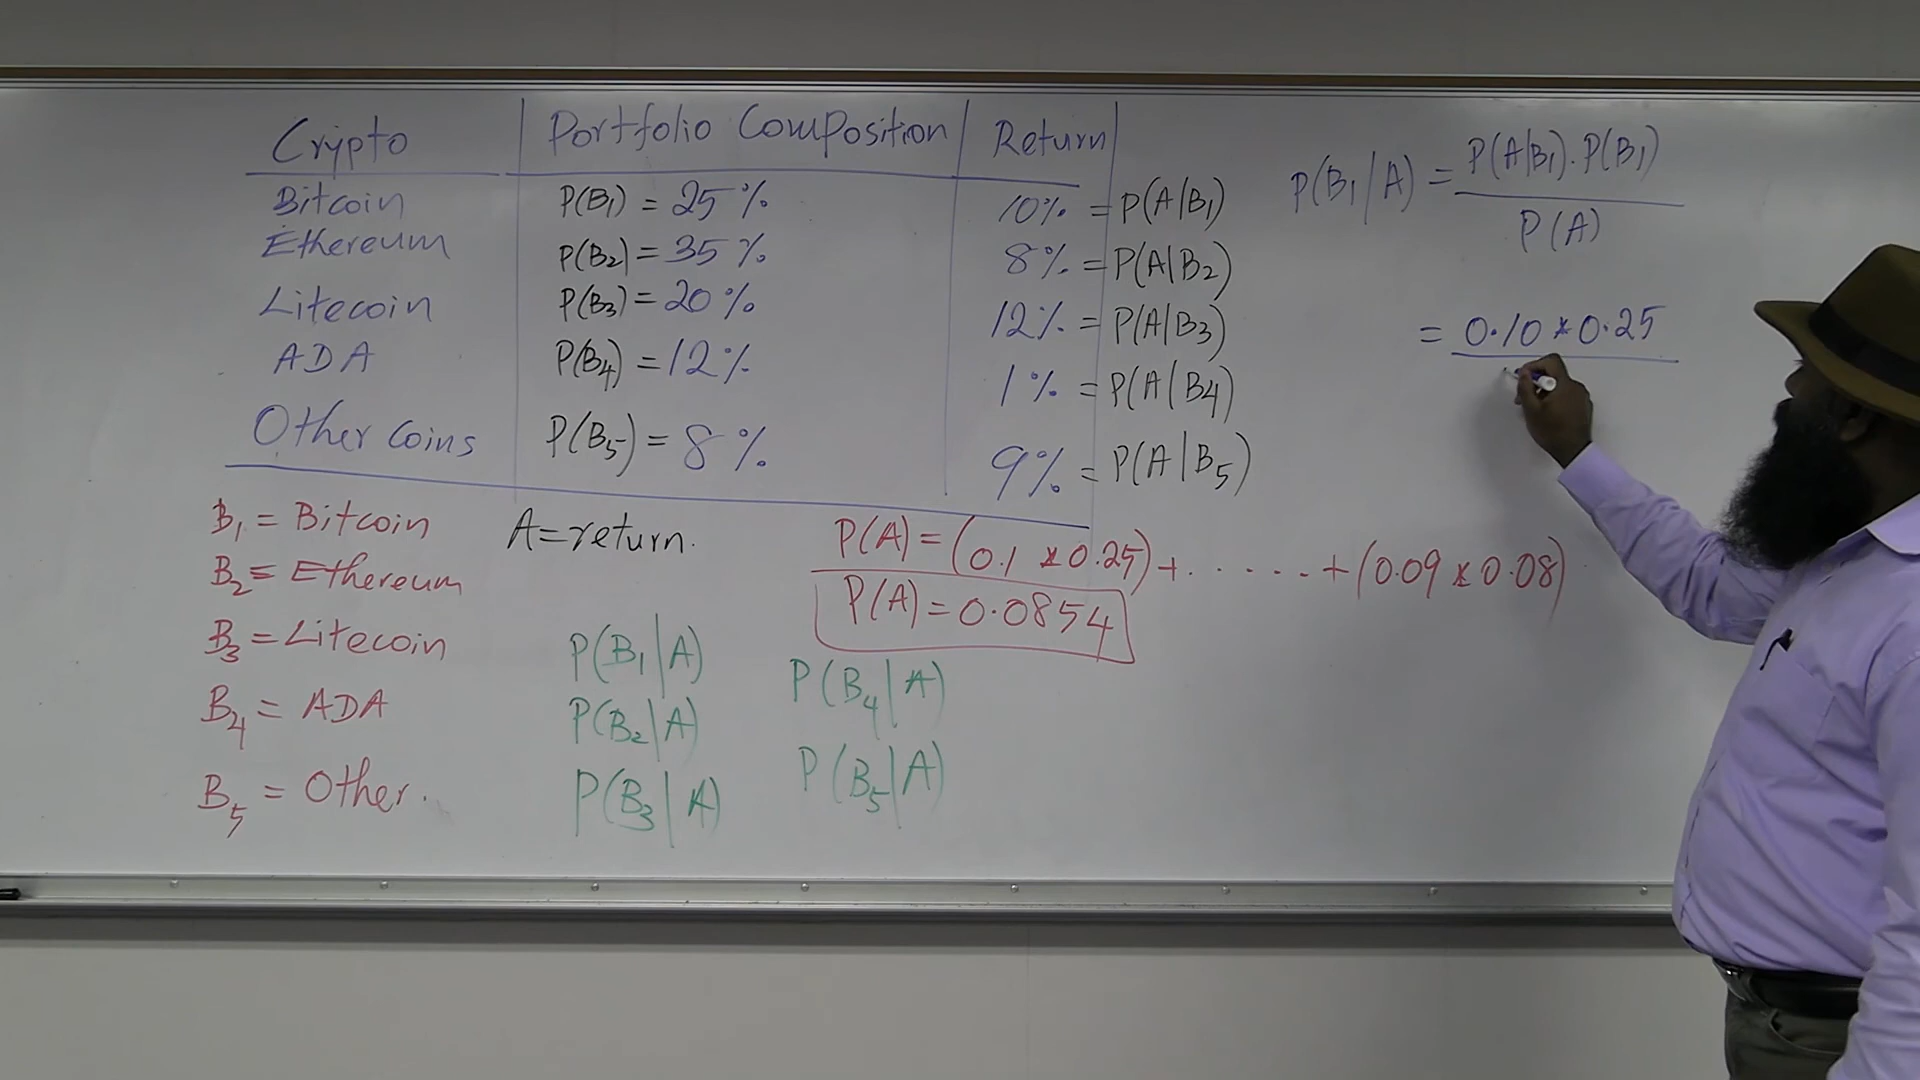 Crypto | Portfolio Composition | Return
Bitcoin P(B₁) = 25% 10% = P(A|B₁)
Ethereum P(B₂) = 35% 8% = P(A|B₂)
Litecoin P(B₃) = 20% 12% = P(A|B₃)
ADA P(B₄) = 12% 1% = P(A|B₄)
Other Coins P(B₅) = 8% 9% = P(A|B₅)
B₁ = Bitcoin
B₂ = Ethereum
B₃ = Litecoin
B₄ = ADA
B₅ = Other.
A = return.
P(A) = (0.1 * 0.25) + . . . . . + (0.09 * 0.08)
P(A) = 0.0854
P(B₁|A)
P(B₂|A)
P(B₃|A)
P(B₄|A)
P(B₅|A)
P(B₁|A) = P(A|B₁).P(B₁)
P(A)
= 0.10 * 0.25